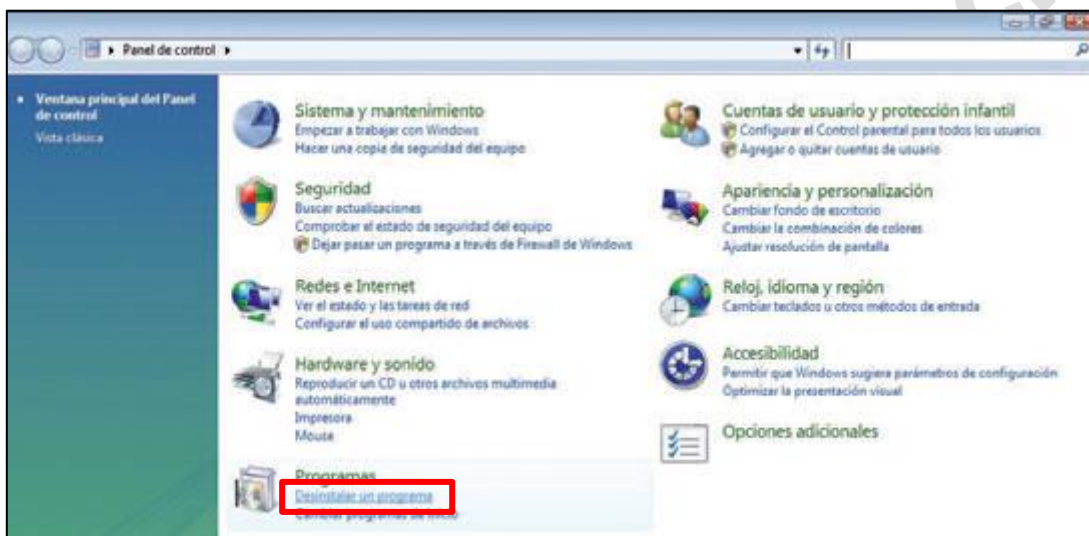 Panel de control
Ventana principal del Panel
de control
Vista clásica
Sistema y mantenimiento
Empezar a trabajar con Windows
Hacer una copia de seguridad del equipo
Seguridad
Buscar actualizaciones
Comprobar el estado de seguridad del equipo
Dejar pasar un programa a través de Firewall de Windows
Redes e Internet
Ver el estado y las tareas de red
Configurar el uso compartido de archivos
Hardware y sonido
Reproducir un CD u otros archivos multimedia
automáticamente
Impresora
Mouse
Programas
Desinstalar un programa
Cambiar programas de inicio
Cuentas de usuario y protección infantil
Configurar el Control parental para todos los usuarios
Agregar o quitar cuentas de usuario
Apariencia y personalización
Cambiar fondo de escritorio
Cambiar la combinación de colores
Ajustar resolución de pantalla
Reloj, idioma y región
Cambiar teclados u otros métodos de entrada
Accesibilidad
Permitir que Windows sugiera parámetros de configuración
Optimizar la presentación visual
Opciones adicionales